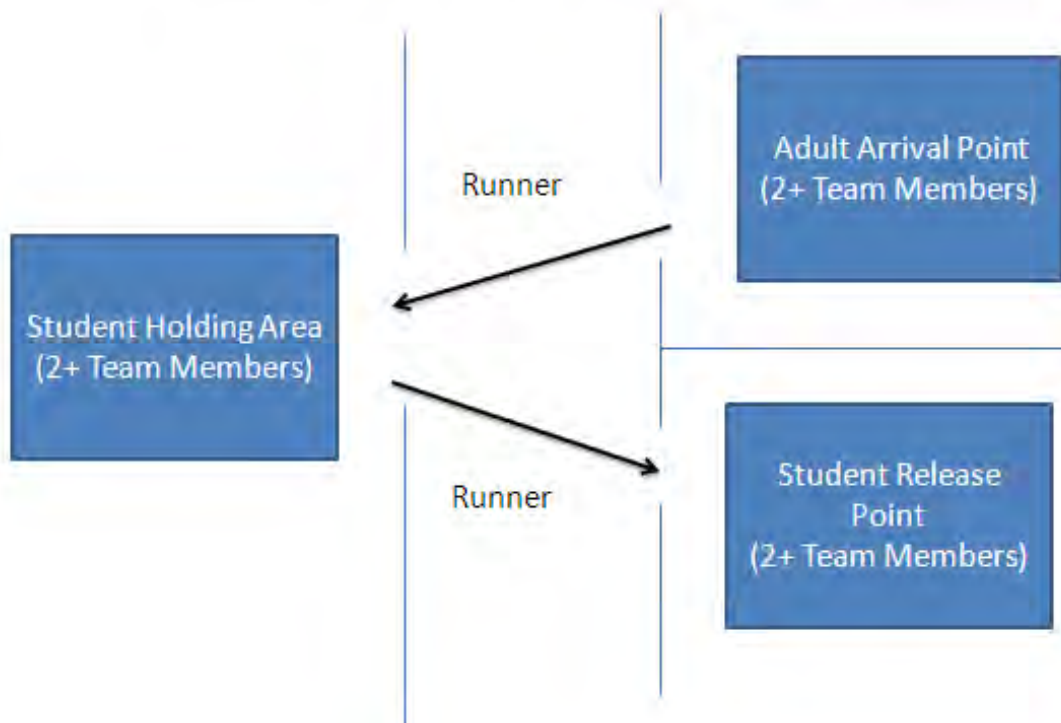 Adult Arrival Point
(2+ Team Members)
Runner
Student Holding Area
(2+ Team Members)
Runner
Student Release
Point
(2+ Team Members)